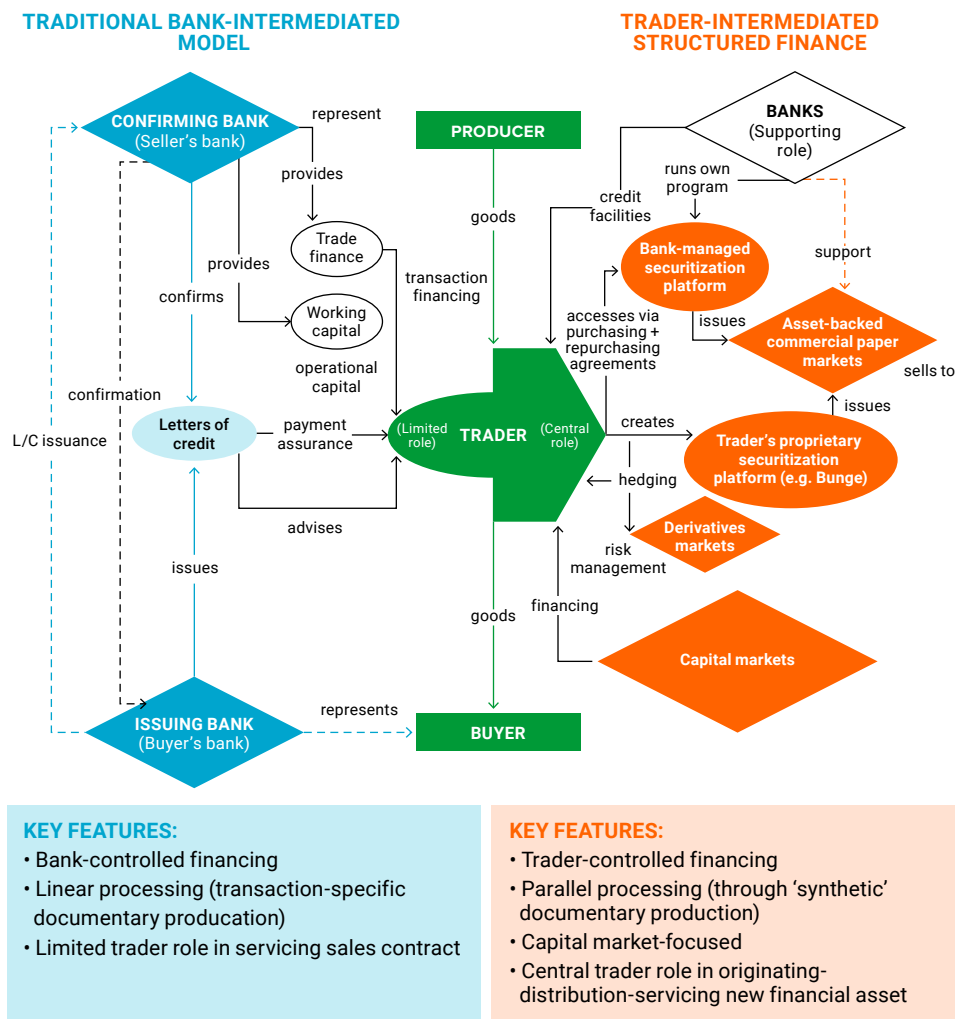 TRADITIONAL BANK-INTERMEDIATED
MODEL
TRADER-INTERMEDIATED
STRUCTURED FINANCE
CONFIRMING BANK
(Seller's bank)
represent
provides
Trade
finance
provides
Working
capital
operational
capital
confirms
confirmation
L/C issuance
Letters of
credit
payment
assurance
advises
issues
ISSUING BANK
(Buyer's bank)
represents
PRODUCER
goods
transaction
financing
(Limited
role)
TRADER
(Central
role)
goods
BUYER
BANKS
(Supporting
role)
credit
facilities
runs own
program
support
Bank-managed
securitization
platform
accesses via
purchasing +
repurchasing
agreements
issues
Asset-backed
commercial paper
markets
sells to
issues
creates
Trader's proprietary
securitization
platform (e.g. Bunge)
hedging
Derivatives
markets
risk
management
financing
Capital markets
KEY FEATURES:
• Bank-controlled financing
• Linear processing (transaction-specific
documentary producation)
• Limited trader role in servicing sales contract
KEY FEATURES:
• Trader-controlled financing
• Parallel processing (through ‘synthetic’
documentary production)
• Capital market-focused
• Central trader role in originating-
distribution-servicing new financial asset